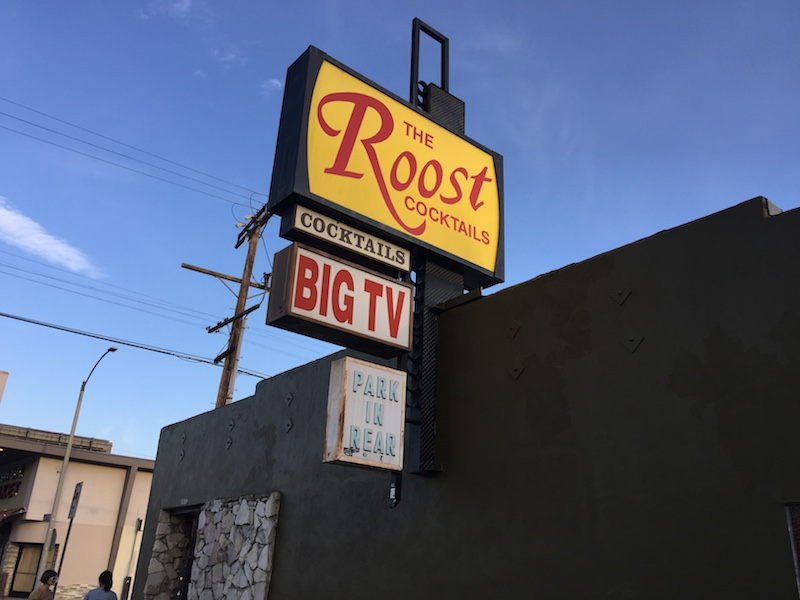 THE
Roost
COCKTAILS
COCKTAILS
BIG TV
PARK
IN
REAR